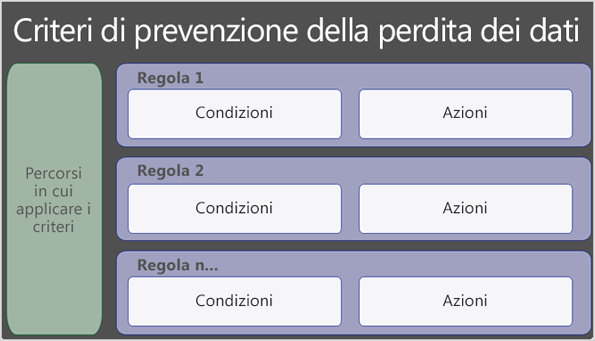 Criteri di prevenzione della perdita dei dati
Percorsi
in cui
applicare i
criteri
Regola 1
Condizioni
Azioni
Regola 2
Condizioni
Azioni
Regola n...
Condizioni
Azioni